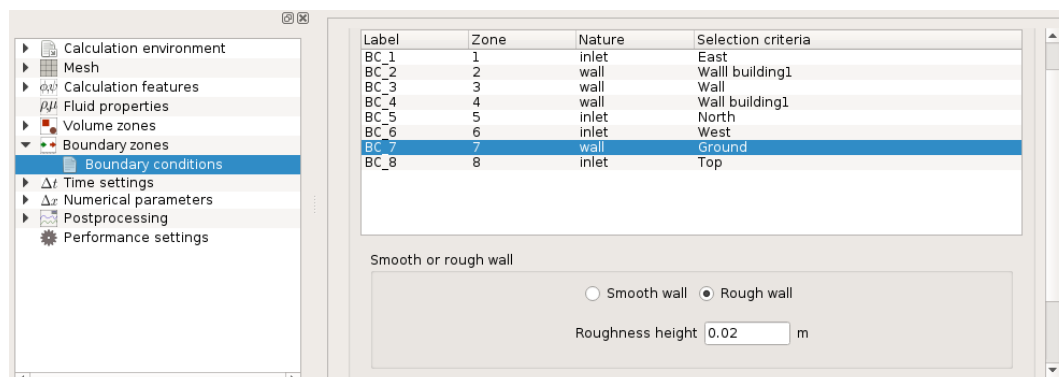 Calculation environment
Mesh
Calculation features
Fluid properties
Volume zones
Boundary zones
Boundary conditions
Δt Time settings
Δx Numerical parameters
Postprocessing
Performance settings
Label Zone Nature Selection criteria
BC_1 1 inlet East
BC_2 2 wall Walll building1
BC_3 3 wall Wall
BC_4 4 wall Wall building1
BC_5 5 inlet North
BC_6 6 inlet West
BC_7 7 wall Ground
BC_8 8 inlet Top
Smooth or rough wall
Smooth wall Rough wall
Roughness height 0.02 m